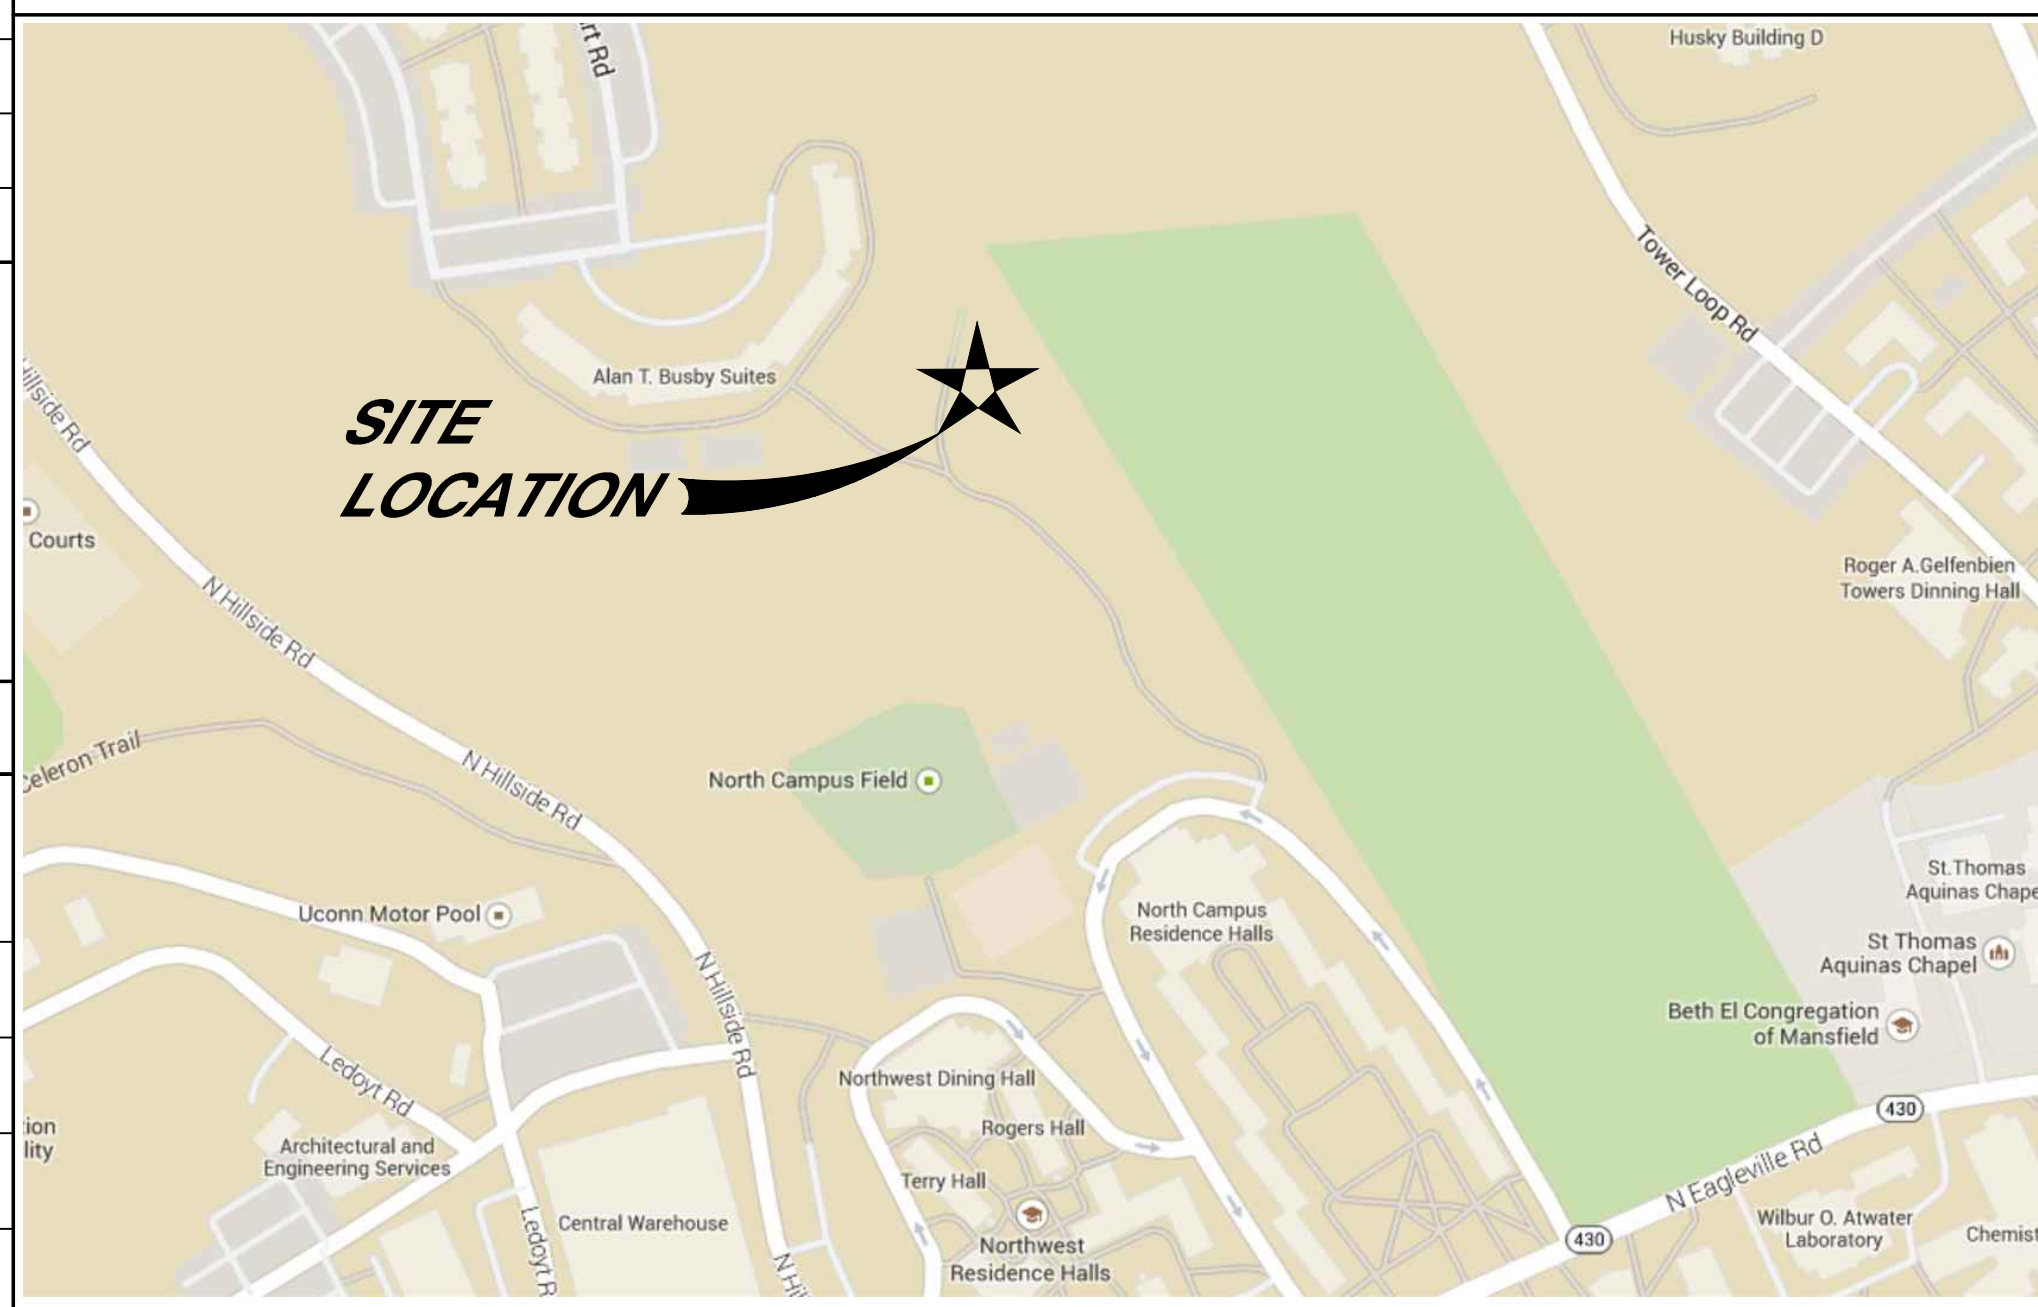 rt Rd
Husky Building D
Tower Loop Rd
Alan T. Busby Suites
SITE
LOCATION
Hillside Rd
Courts
Roger A.Gelfenbien
Towers Dinning Hall
N Hillside Rd
Celeron Trail
N Hillside Rd
North Campus Field
St.Thomas
Aquinas Chape
Uconn Motor Pool
North Campus
Residence Halls
St Thomas
Aquinas Chapel
N Hillside Rd
Beth El Congregation
of Mansfield
Ledoyt Rd
Northwest Dining Hall
430
tion
lity
Rogers Hall
Architectural and
Engineering Services
Terry Hall
N Eagleville Rd
Central Warehouse
Ledoyt R
Northwest
Residence Halls
430
Wilbur O. Atwater
Laboratory
Chemist
N Hil